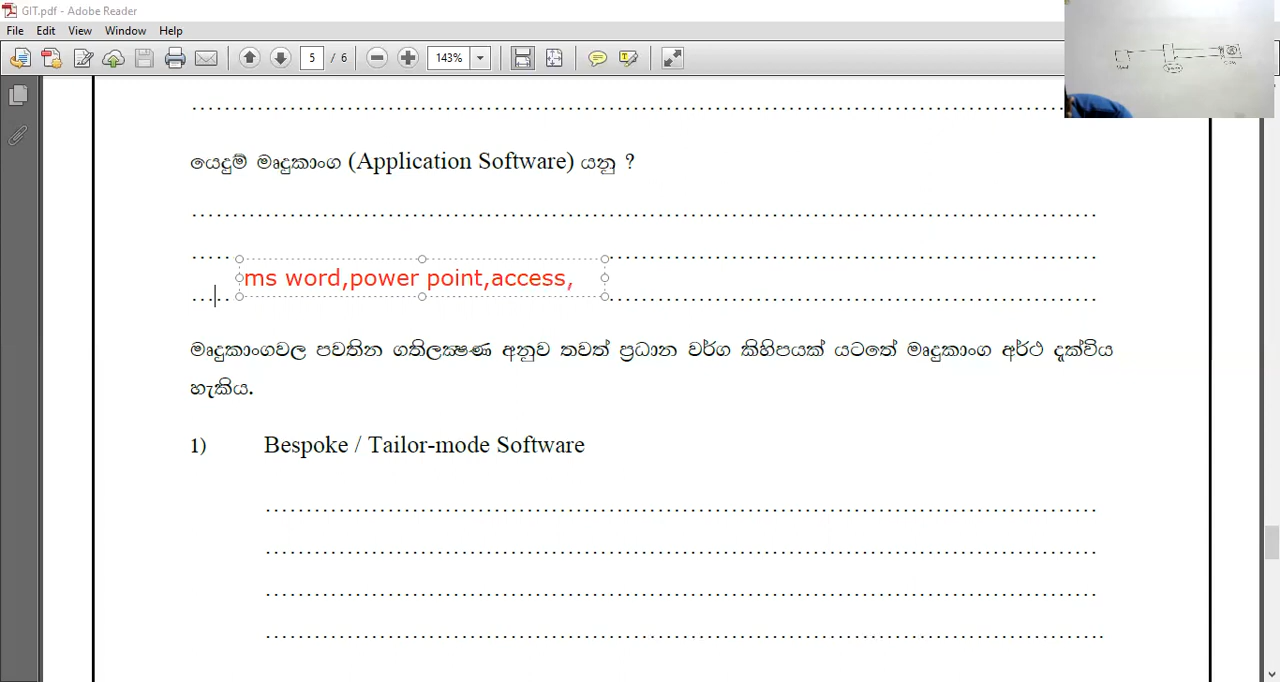 GIT.pdf - Adobe Reader
File Edit View Window Help
5 / 6 143%
යෙදුම් මෘදුකාංග (Application Software) යනු ?
ms word,power point,access,
මෘදුකාංගවල පවතින ගතිලක්‍ෂණ අනුව තවත් ප්‍රධාන වර්ග කිහිපයක් යටතේ මෘදුකාංග අර්ථ දැක්විය
හැකිය.
1) Bespoke / Tailor-mode Software